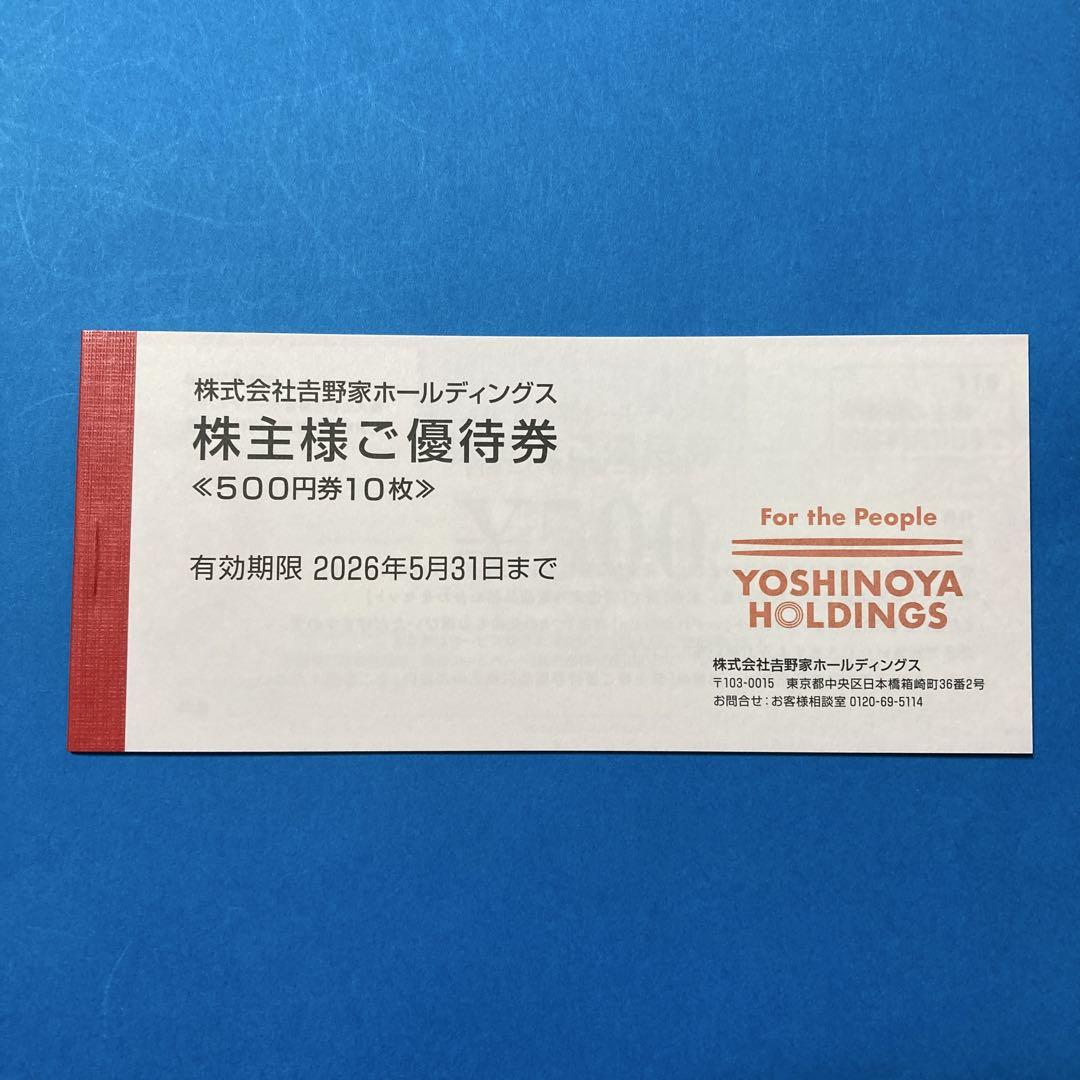 株式会社𠮷野家ホールディングス
株主様ご優待券
≪500円券10枚≫
有効期限 2026年5月31日まで
For the People
YOSHINOYA
HOLDINGS
株式会社𠮷野家ホールディングス
〒103-0015 東京都中央区日本橋箱崎町36番2号
お問合せ:お客様相談室 0120-69-5114